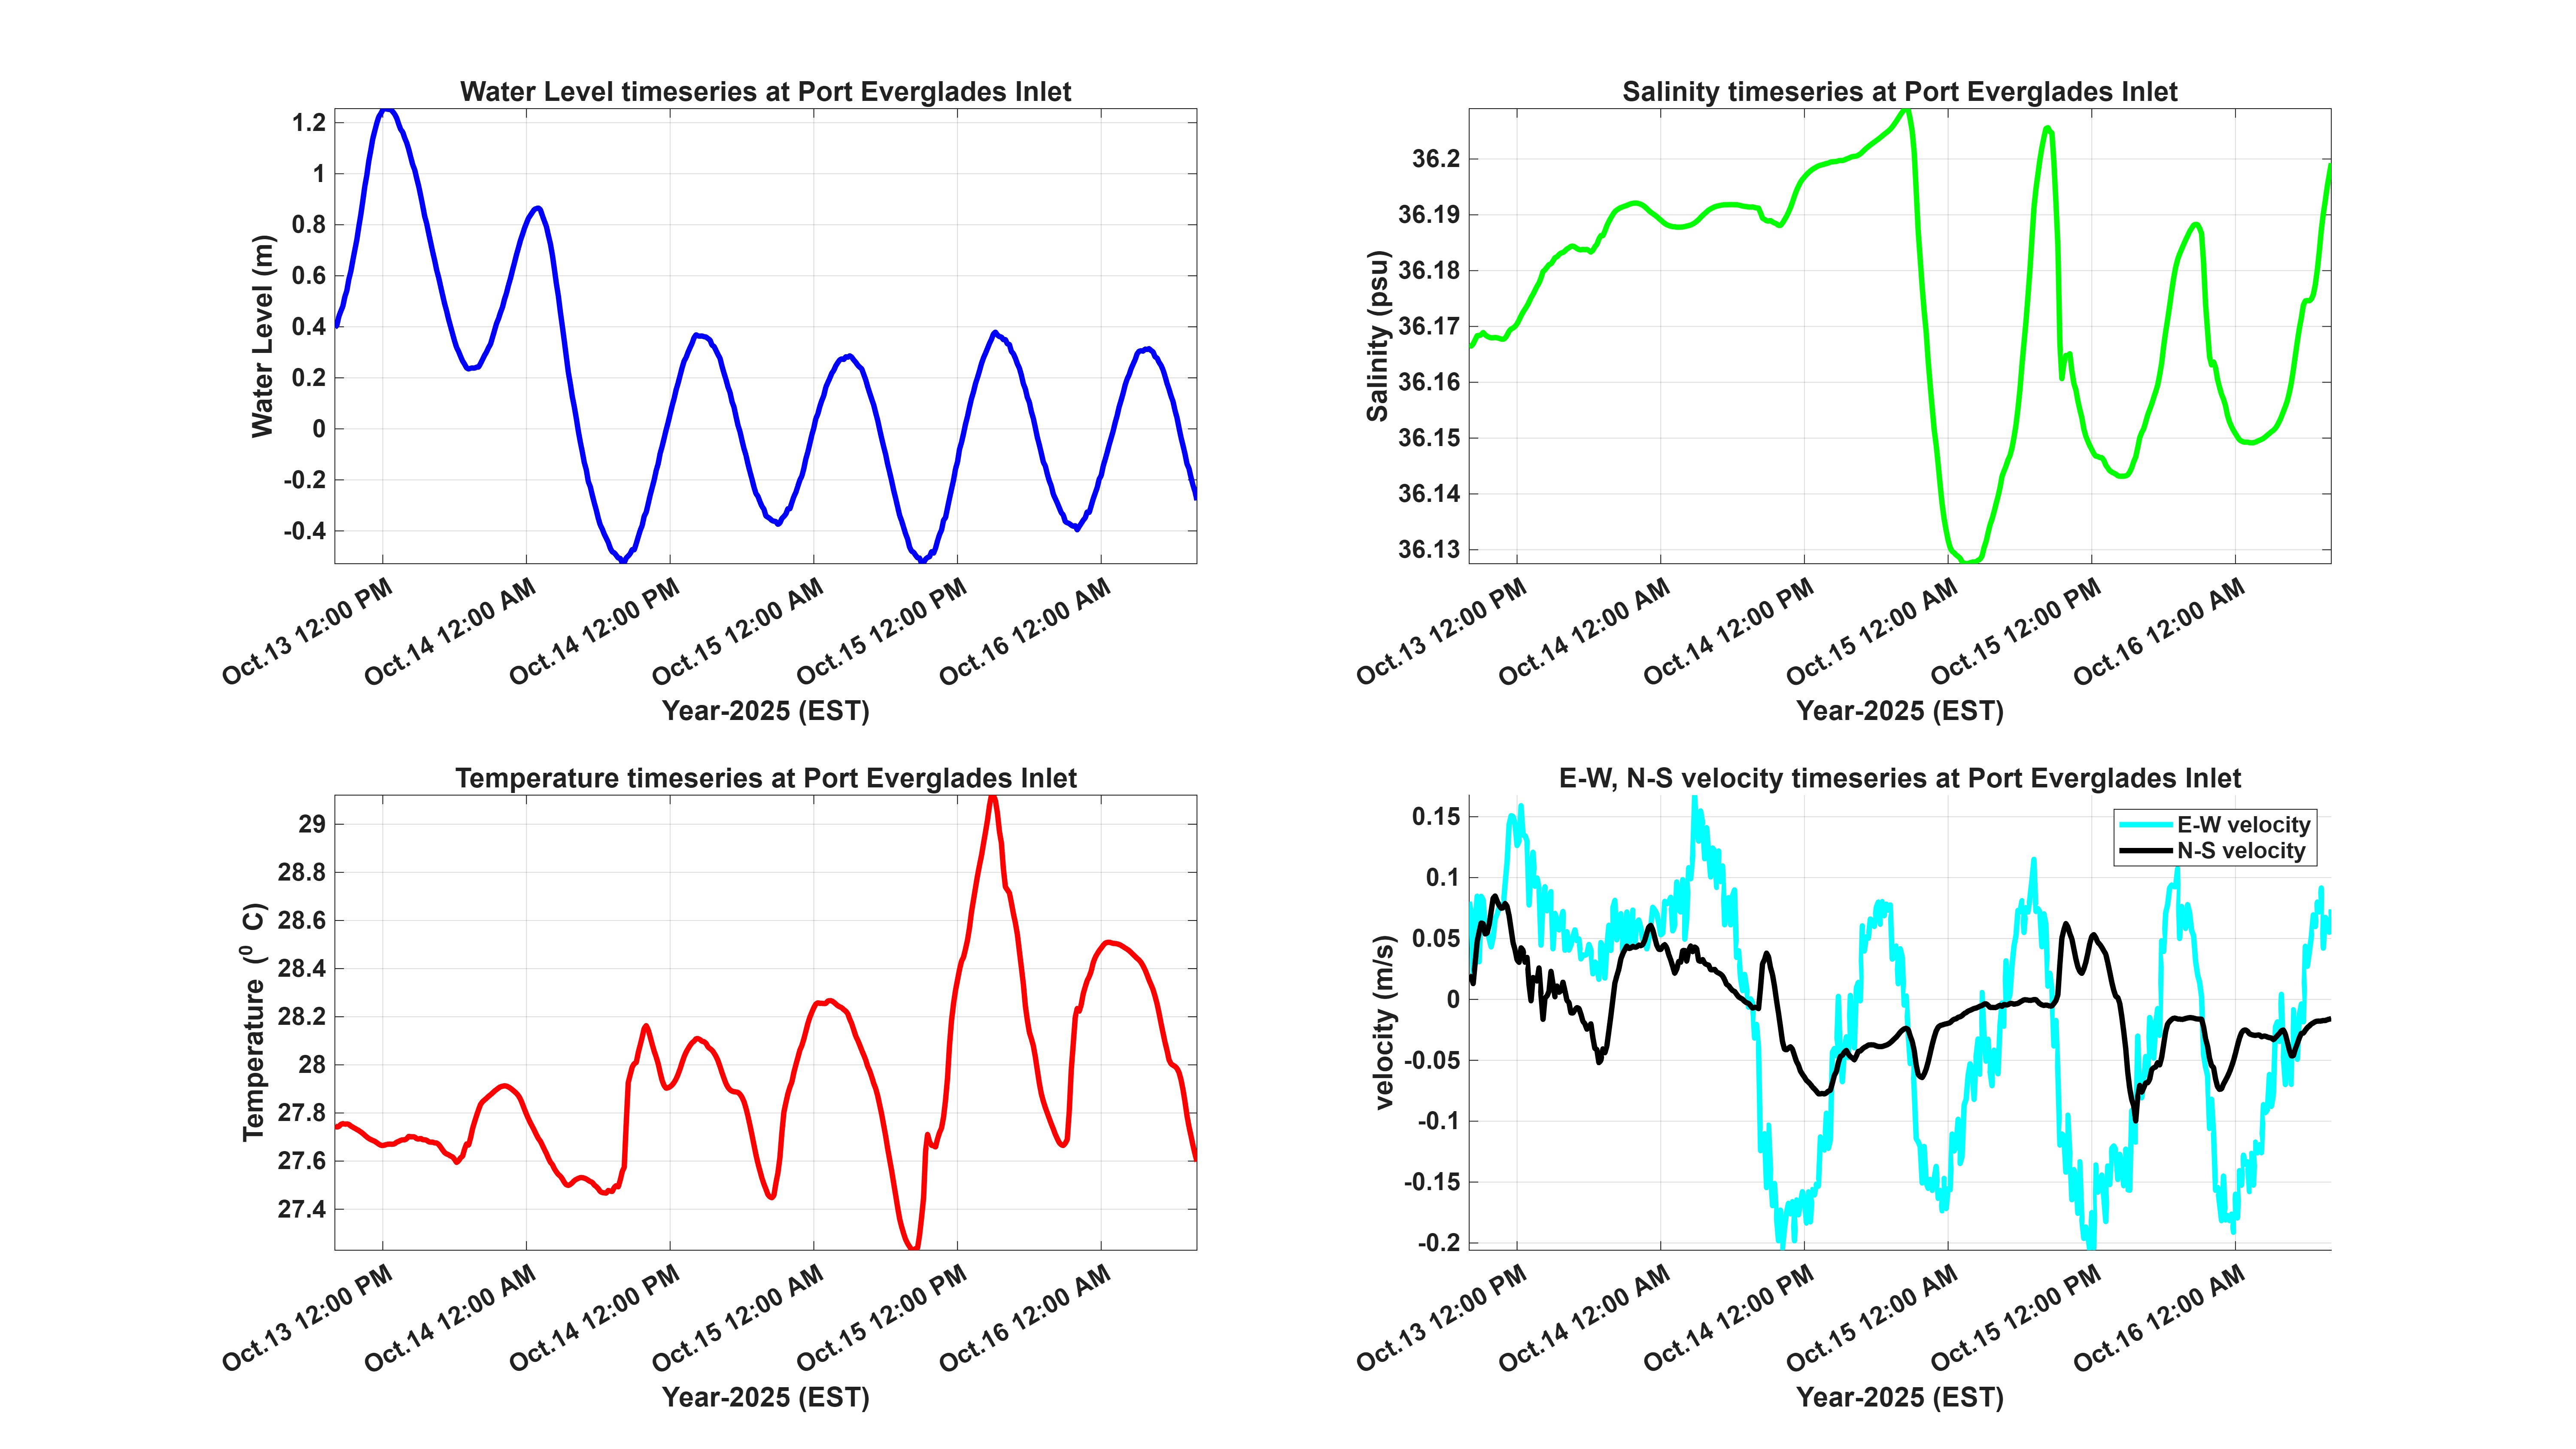 Water Level timeseries at Port Everglades Inlet
Water Level (m)
1.2
1
0.8
0.6
0.4
0.2
0
-0.2
-0.4
Oct.13 12:00 PM
Oct.14 12:00 AM
Oct.14 12:00 PM
Oct.15 12:00 AM
Oct.15 12:00 PM
Oct.16 12:00 AM
Year-2025 (EST)
Salinity timeseries at Port Everglades Inlet
Salinity (psu)
36.2
36.19
36.18
36.17
36.16
36.15
36.14
36.13
Oct.13 12:00 PM
Oct.14 12:00 AM
Oct.14 12:00 PM
Oct.15 12:00 AM
Oct.15 12:00 PM
Oct.16 12:00 AM
Year-2025 (EST)
Temperature timeseries at Port Everglades Inlet
Temperature (⁰ C)
29
28.8
28.6
28.4
28.2
28
27.8
27.6
27.4
Oct.13 12:00 PM
Oct.14 12:00 AM
Oct.14 12:00 PM
Oct.15 12:00 AM
Oct.15 12:00 PM
Oct.16 12:00 AM
Year-2025 (EST)
E-W, N-S velocity timeseries at Port Everglades Inlet
velocity (m/s)
0.15
0.1
0.05
0
-0.05
-0.1
-0.15
-0.2
E-W velocity
N-S velocity
Oct.13 12:00 PM
Oct.14 12:00 AM
Oct.14 12:00 PM
Oct.15 12:00 AM
Oct.15 12:00 PM
Oct.16 12:00 AM
Year-2025 (EST)